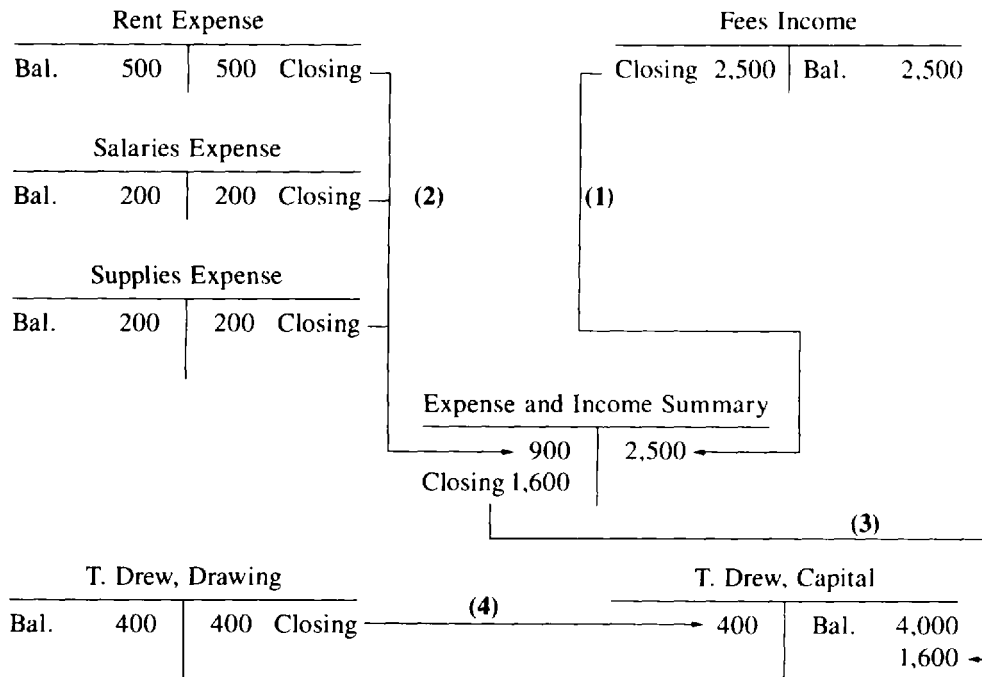 Rent Expense
Bal. 500 500 Closing
Fees Income
Closing 2,500 Bal. 2,500
Salaries Expense
Bal. 200 200 Closing
(2)
(1)
Supplies Expense
Bal. 200 200 Closing
Expense and Income Summary
900 2,500
Closing 1,600
(3)
T. Drew, Drawing
Bal. 400 400 Closing
(4)
T. Drew, Capital
400 Bal. 4,000
1,600